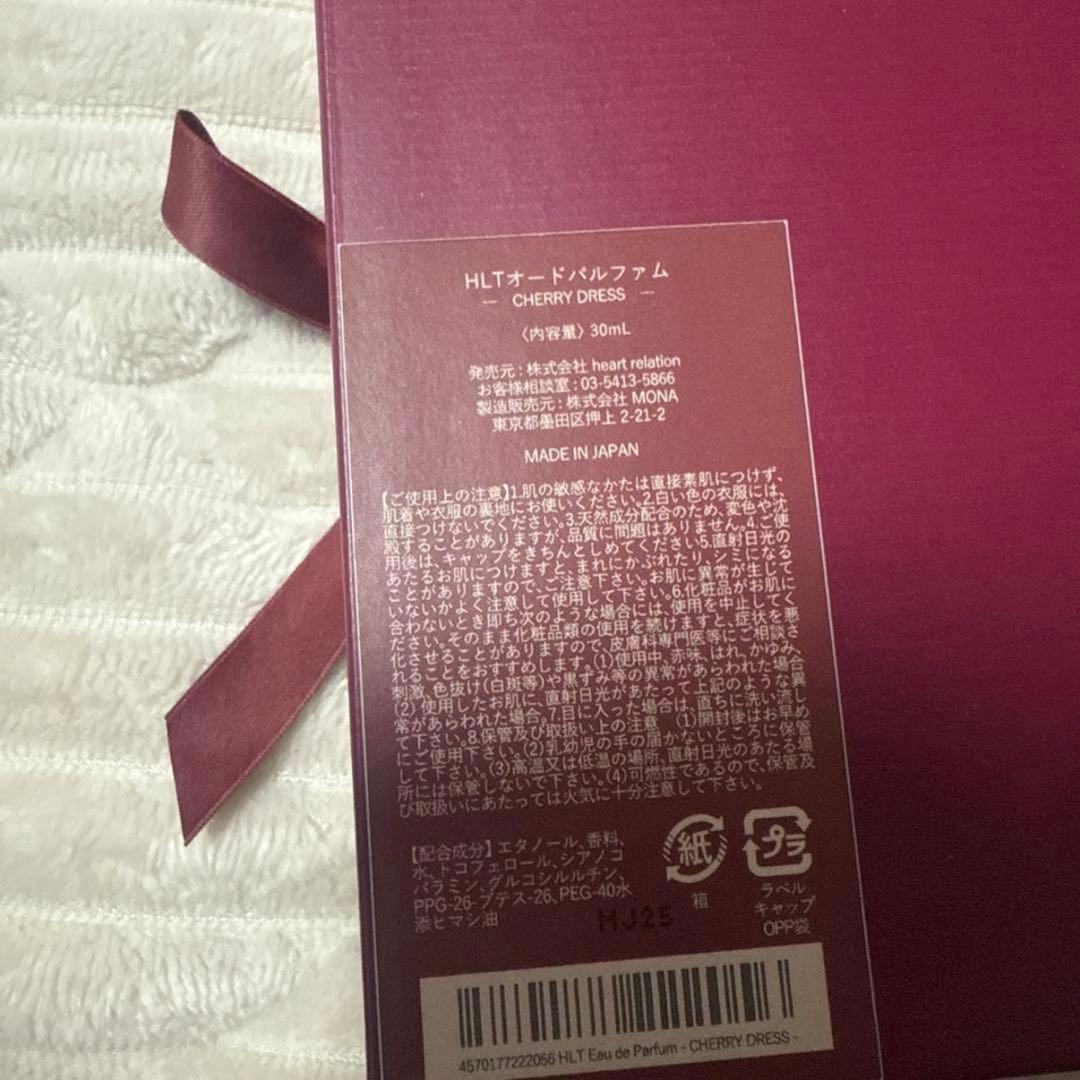 HLTオードパルファム
― CHERRY DRESS ―
〈内容量〉30mL
発売元：株式会社 heart relation
お客様相談室：03-5413-5866
製造販売元：株式会社 MONA
東京都墨田区押上 2-21-2
MADE IN JAPAN
【ご使用上の注意】1.肌の敏感なかたは直接素肌につけず、
肌着や衣服の裏地にお使いください。2.白い色の衣服には、
直接つけないでください。3.天然成分配合のため、変色や沈
殿することがありますが、品質に問題はありません。4.ご使
用後は、キャップをきちんとしめてください5.直射日光の
あたるお肌につけますと、まれにかぶれたり、シミになる
ことがありますので、ご注意下さい。お肌に異常が生じて
いないかよく注意して使用して下さい。6.化粧品がお肌に
合わないとき即ち次のような場合には、使用を中止してく
ださい。そのまま化粧品類の使用を続けますと、症状を悪
化させることがありますので、皮膚科専門医等にご相談さ
れることをおすすめします。(1)使用中、赤味、はれ、かゆみ、
刺激、色抜け(白斑等)や黒ずみ等の異常があらわれた場合
(2)使用したお肌に、直射日光があたって上記のような異
常があらわれた場合。7.目に入った場合は、直ちに洗い流し
て下さい。8.保管及び取扱い上の注意 (1)開封後はお早め
にご使用下さい。(2)乳幼児の手の届かないところに保管
して下さい。(3)高温又は低温の場所、直射日光のあたる場
所には保管しないで下さい。(4)可燃性であるので、保管及
び取扱いにあたっては火気に十分注意して下さい。
【配合成分】エタノール、香料、
水、トコフェロール、シアノコ
バラミン、グルコシルルチン、
PPG-26-ブテス-26、PEG-40水
添ヒマシ油
紙
箱
プラ
ラベル
キャップ
OPP袋
MJ25
4570177222056 HLT Eau de Parfum - CHERRY DRESS -